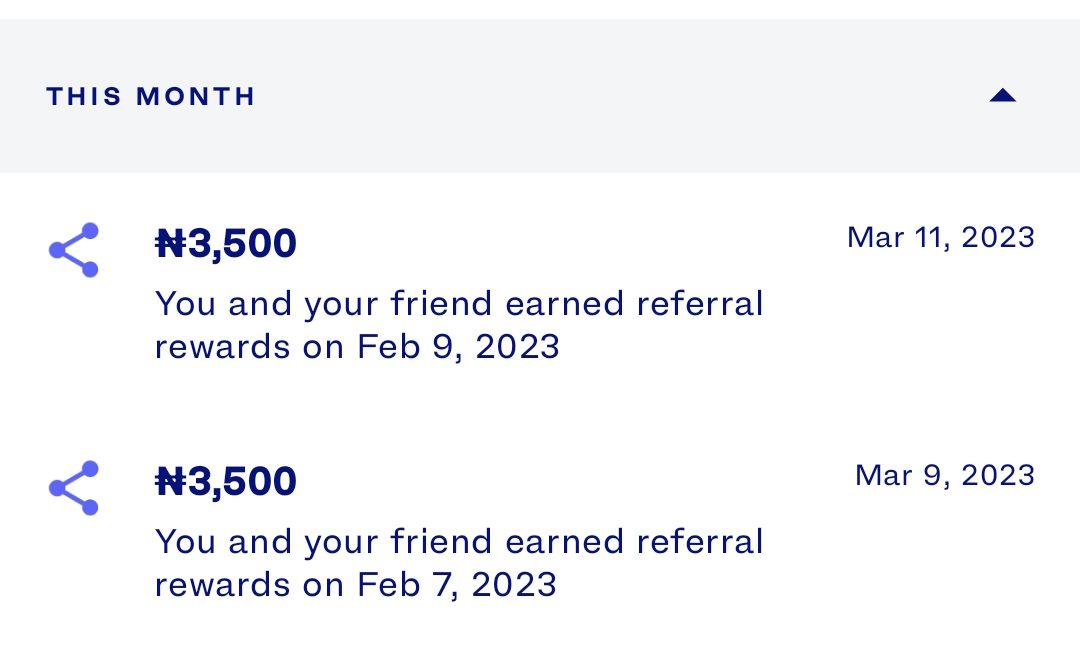 THIS MONTH
₦3,500
Mar 11, 2023
You and your friend earned referral
rewards on Feb 9, 2023
₦3,500
Mar 9, 2023
You and your friend earned referral
rewards on Feb 7, 2023